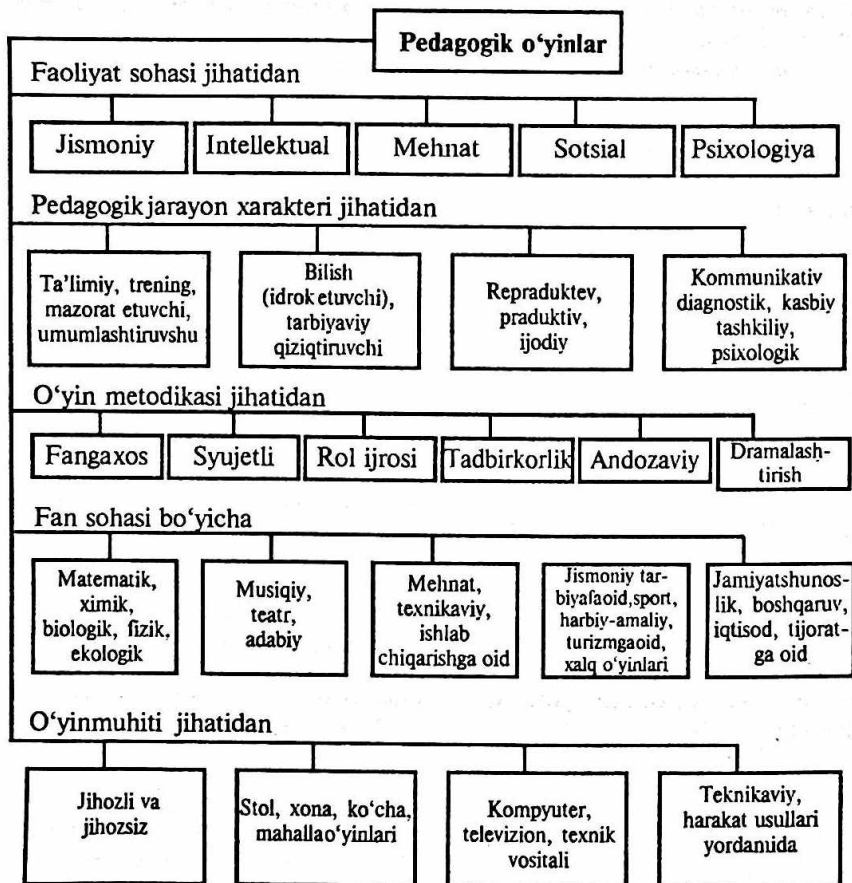 Pedagogik o‘yinlar
Faoliyat sohasi jihatidan
Jismoniy
Intellektual
Mehnat
Sotsial
Psixologiya
Pedagogik jarayon xarakteri jihatidan
Ta’limiy, trening,
mazorat etuvchi,
umumlashtiruvshu
Bilish
(idrok etuvchi),
tarbiyaviy
qiziqtiruvchi
Repraduktev,
praduktiv,
ijodiy
Kommunikativ
diagnostik, kasbiy
tashkiliy,
psixologik
O‘yin metodikasi jihatidan
Fangaxos
Syujetli
Rol ijrosi
Tadbirkorlik
Andozaviy
Dramalash-
tirish
Fan sohasi bo‘yicha
Matematik,
ximik,
biologik, fizik,
ekologik
Musiqiy,
teatr,
adabiy
Mehnat,
texnikaviy,
ishlab
chiqarishga oid
Jismoniy tar-
biyafaoid,sport,
harbiy-amaliy,
turizmgaoid,
xalq o‘yinlari
Jamiyatshunos-
lik, boshqaruv,
iqtisod, tijorat-
ga oid
O‘yinmuhiti jihatidan
Jihozli va
jihozsiz
Stol, xona, ko‘cha,
mahallao‘yinlari
Kompyuter,
televizion, texnik
vositali
Teknikaviy,
harakat usullari
yordamida